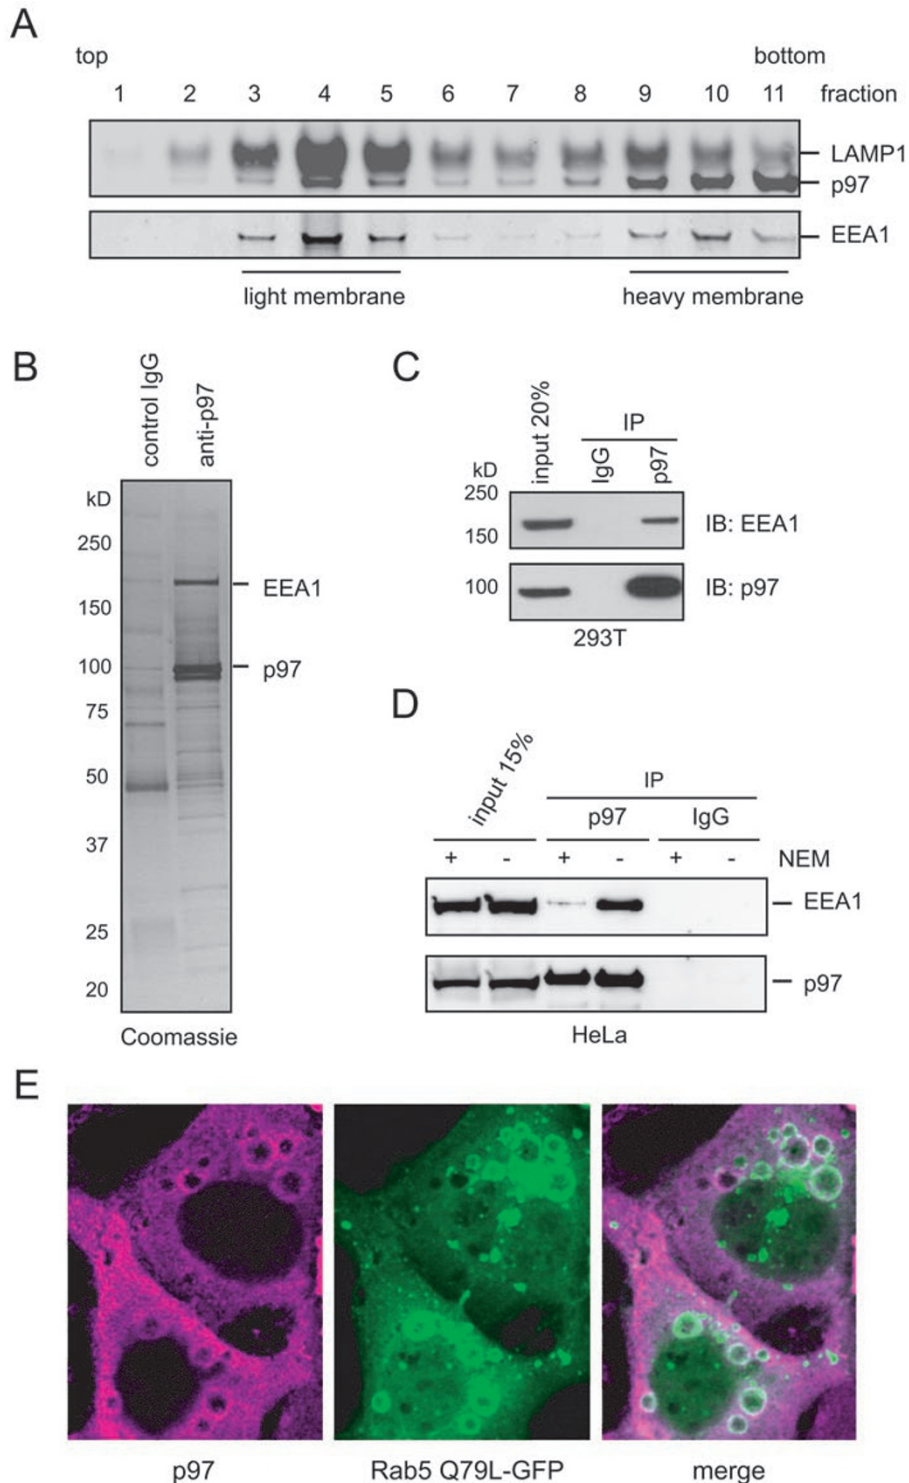 A
top bottom
1 2 3 4 5 6 7 8 9 10 11 fraction
LAMP1
p97
EEA1
light membrane heavy membrane
B
control IgG
anti-p97
kD
250
150
100
75
50
37
25
20
EEA1
p97
Coomassie
C
input 20%
IP
IgG
p97
kD
250
150
100
IB: EEA1
IB: p97
293T
D
input 15%
IP
p97 IgG
+ - + - + - NEM
EEA1
p97
HeLa
E
p97 Rab5 Q79L-GFP merge